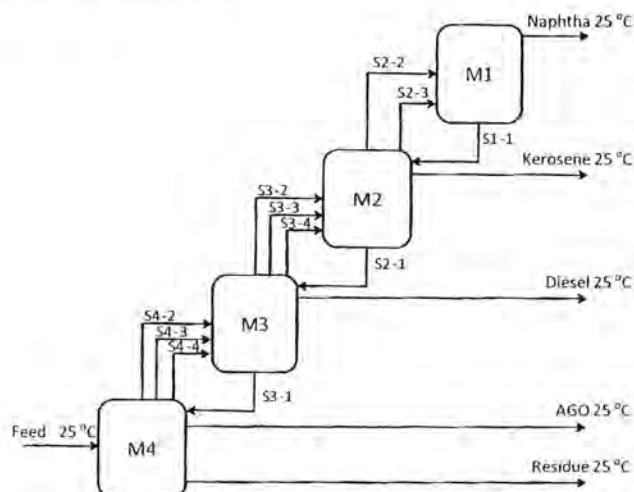 Naphtha 25 °C
M1
S2-2
S2-3
S1-1
Kerosene 25 °C
M2
S3-2
S3-3
S3-4
S2-1
Diesel 25 °C
M3
S4-2
S4-3
S4-4
S3-1
AGO 25 °C
Feed 25 °C
M4
Residue 25 °C